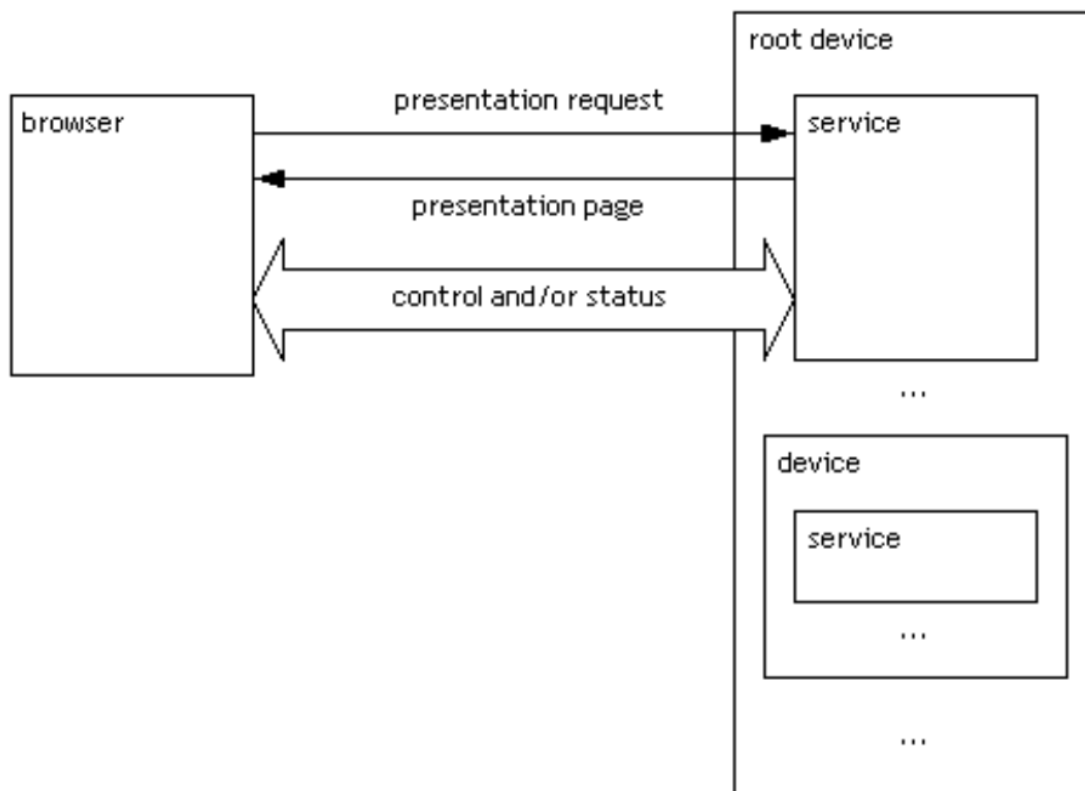 root device
browser
presentation request
service
presentation page
control and/or status
...
device
service
...
...